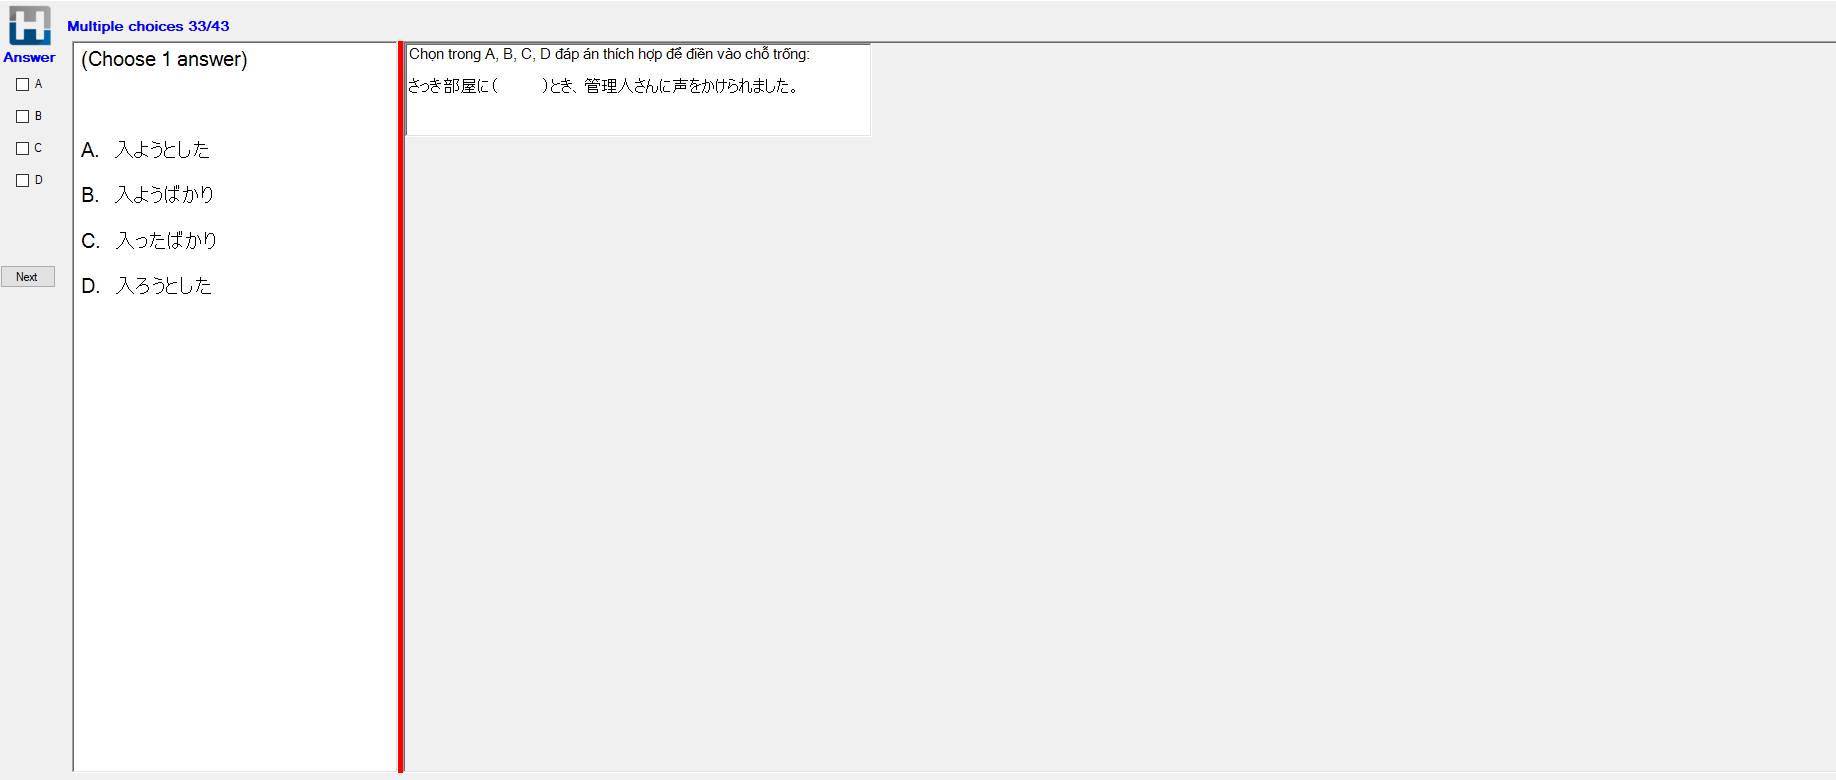 Multiple choices 33/43
Answer
A
B
C
D
Next
(Choose 1 answer)
A. 入ようとした
B. 入ようばかり
C. 入ったばかり
D. 入ろうとした
Chọn trong A, B, C, D đáp án thích hợp để điền vào chỗ trống:
さっき部屋に( )とき、管理人さんに声をかけられました。